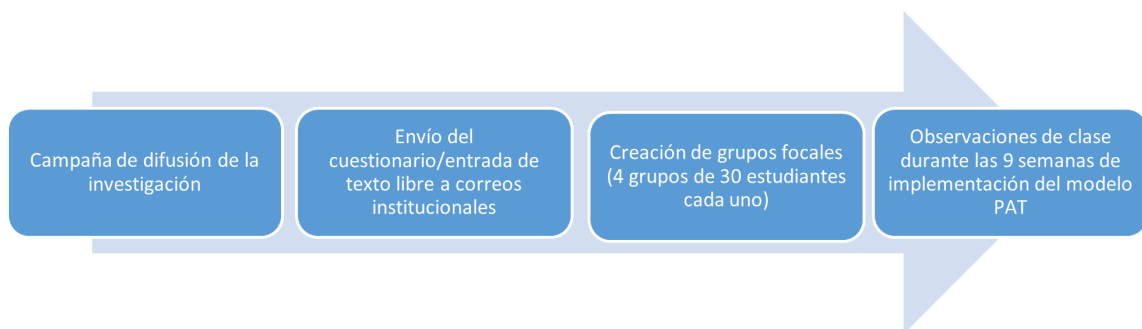 Campaña de difusión de la
investigación
Envío del
cuestionario/entrada de
texto libre a correos
institucionales
Creación de grupos focales
(4 grupos de 30 estudiantes
cada uno)
Observaciones de clase
durante las 9 semanas de
implementación del modelo
PAT